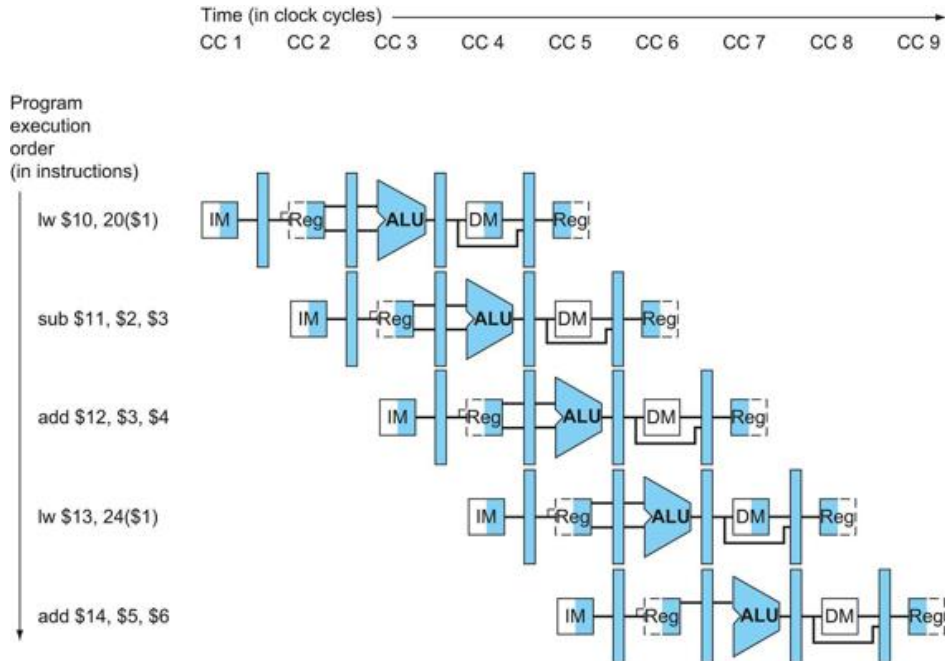 Time (in clock cycles)
CC 1 CC 2 CC 3 CC 4 CC 5 CC 6 CC 7 CC 8 CC 9
Program
execution
order
(in instructions)
lw $10, 20($1) IM Reg ALU DM Reg
sub $11, $2, $3 IM Reg ALU DM Reg
add $12, $3, $4 IM Reg ALU DM Reg
lw $13, 24($1) IM Reg ALU DM Reg
add $14, $5, $6 IM Reg ALU DM Reg